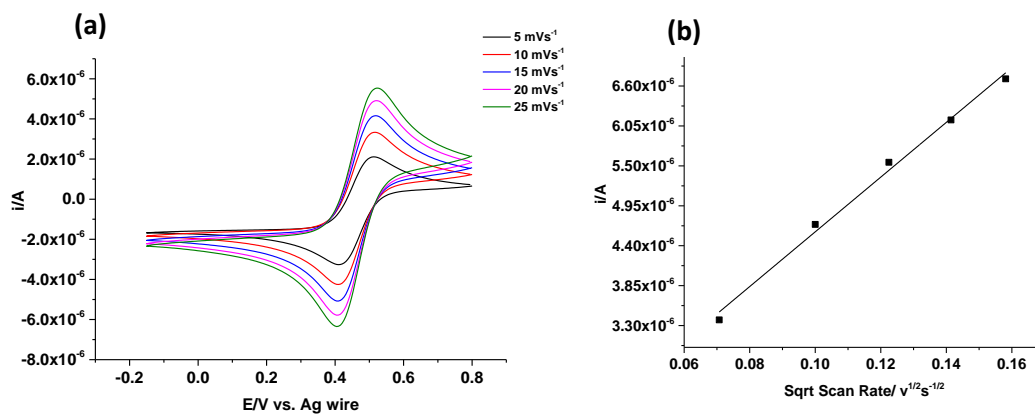 (a)
5 mVs⁻¹
10 mVs⁻¹
15 mVs⁻¹
20 mVs⁻¹
25 mVs⁻¹
6.0x10⁻⁶
4.0x10⁻⁶
2.0x10⁻⁶
0.0
-2.0x10⁻⁶
-4.0x10⁻⁶
-6.0x10⁻⁶
-8.0x10⁻⁶
i/A
-0.2 0.0 0.2 0.4 0.6 0.8
E/V vs. Ag wire
(b)
6.60x10⁻⁶
6.05x10⁻⁶
5.50x10⁻⁶
4.95x10⁻⁶
4.40x10⁻⁶
3.85x10⁻⁶
3.30x10⁻⁶
i/A
0.06 0.08 0.10 0.12 0.14 0.16
Sqrt Scan Rate/ v¹/²s⁻¹/²